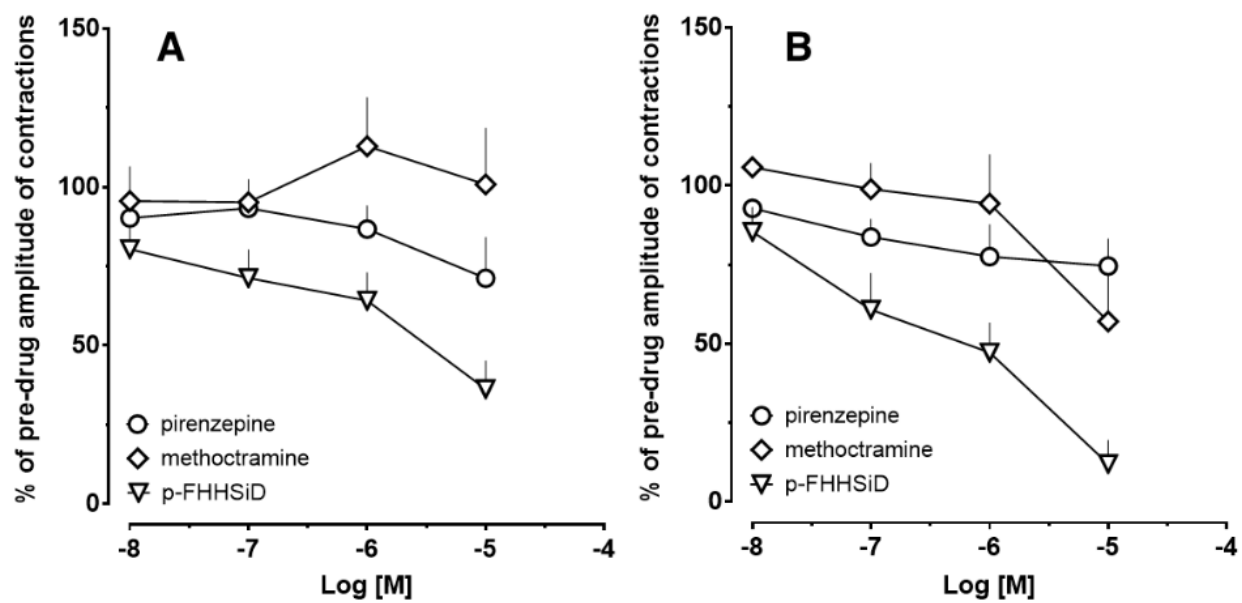 % of pre-drug amplitude of contractions
150
100
50
0
A
pirenzepine
methoctramine
p-FHHSiD
-8 -7 -6 -5 -4
Log [M]
% of pre-drug amplitude of contractions
150
100
50
0
B
pirenzepine
methoctramine
p-FHHSiD
-8 -7 -6 -5 -4
Log [M]